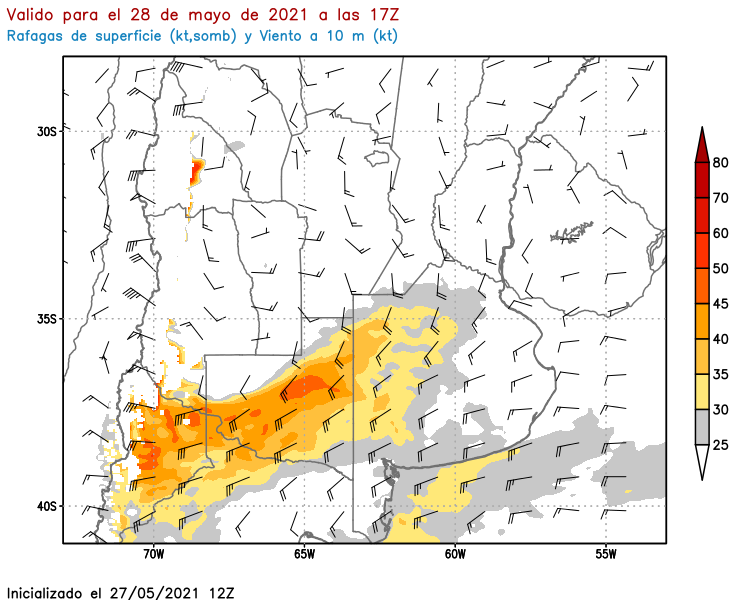 Valido para el 28 de mayo de 2021 a las 17Z
Rafagas de superficie (kt,somb) y Viento a 10 m (kt)
30S
35S
40S
70W
65W
60W
55W
80
70
60
50
45
40
35
30
25
Inicializado el 27/05/2021 12Z